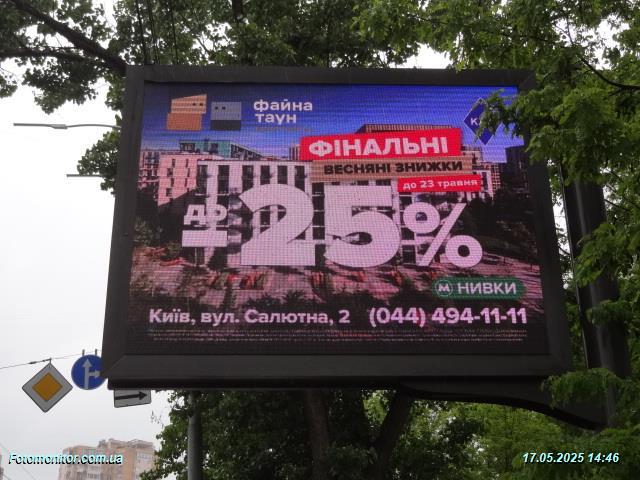 файна
таун
ФІНАЛЬНІ
ВЕСНЯНІ ЗНИЖКИ
до 23 травня
до
-25%
М НИВКИ
Київ, вул. Салютна, 2 (044) 494-11-11
Fotomonitor.com.ua
17.05.2025 14:46